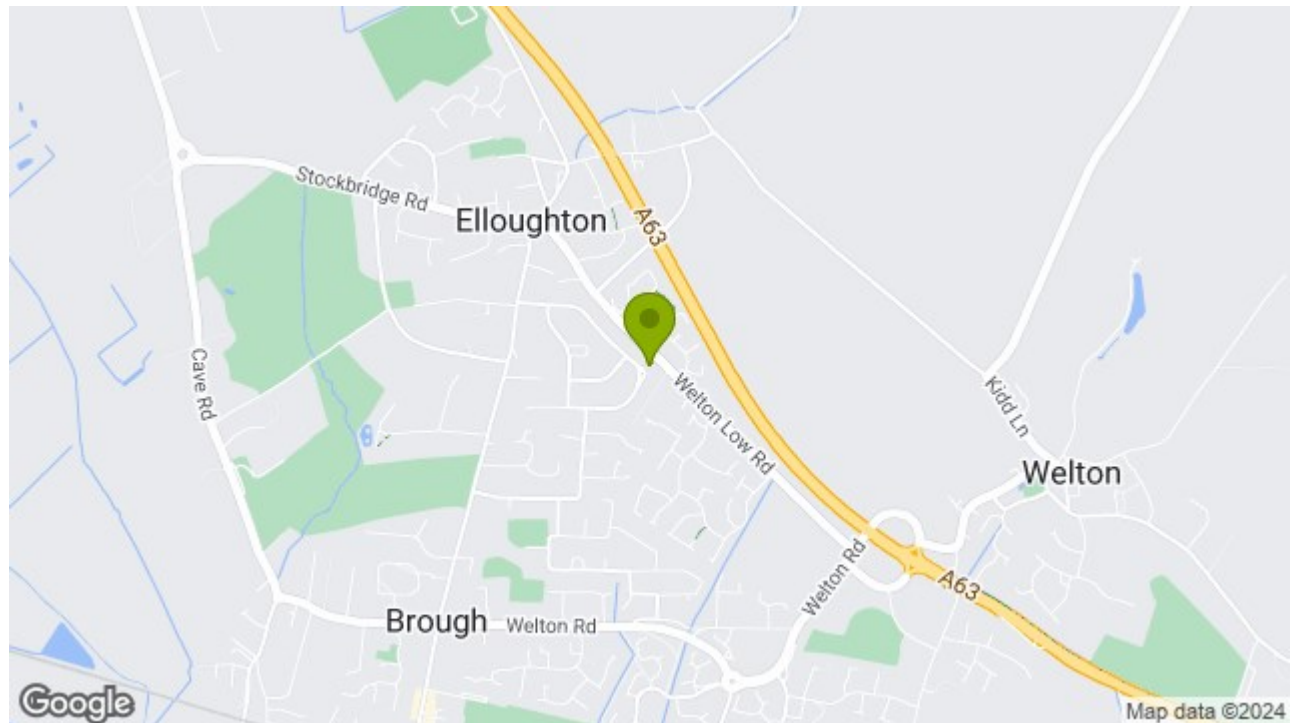 Stockbridge Rd
Elloughton
A63
Cave Rd
Welton Low Rd
Kidd Ln
Welton
Welton Rd
A63
Brough
Welton Rd
Google
Map data ©2024